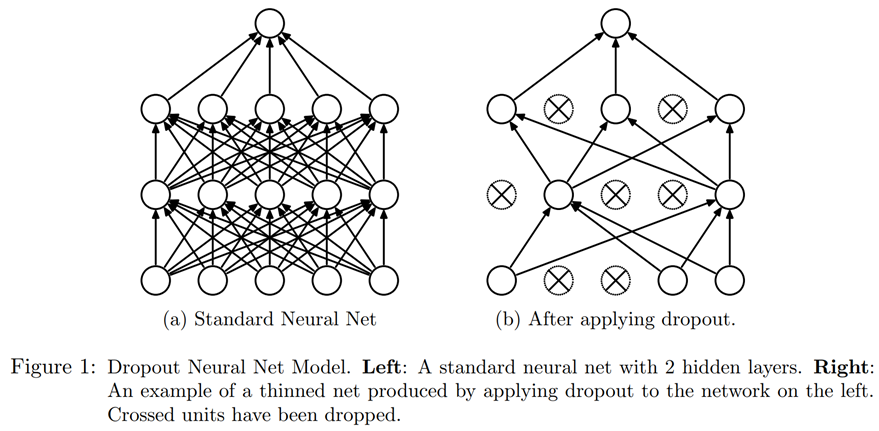 (a) Standard Neural Net
(b) After applying dropout.
Figure 1: Dropout Neural Net Model. Left: A standard neural net with 2 hidden layers. Right:
An example of a thinned net produced by applying dropout to the network on the left.
Crossed units have been dropped.